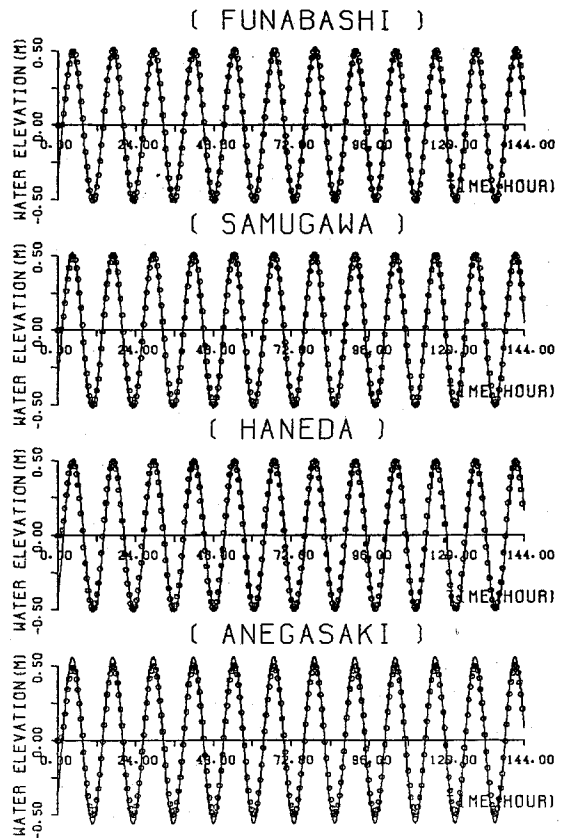 ( FUNABASHI )
WATER ELEVATION(M)
0.50
-0.00
-0.50
0.00 24.00 48.00 72.00 96.00 120.00 144.00
(HOUR)
( SAMUGAWA )
WATER ELEVATION(M)
0.50
-0.00
-0.50
0.00 24.00 48.00 72.00 96.00 120.00 144.00
(HOUR)
( HANEDA )
WATER ELEVATION(M)
0.50
-0.00
-0.50
0.00 24.00 48.00 72.00 96.00 120.00 144.00
(HOUR)
( ANEGASAKI )
WATER ELEVATION(M)
0.50
-0.00
-0.50
0.00 24.00 48.00 72.00 96.00 120.00 144.00
(HOUR)